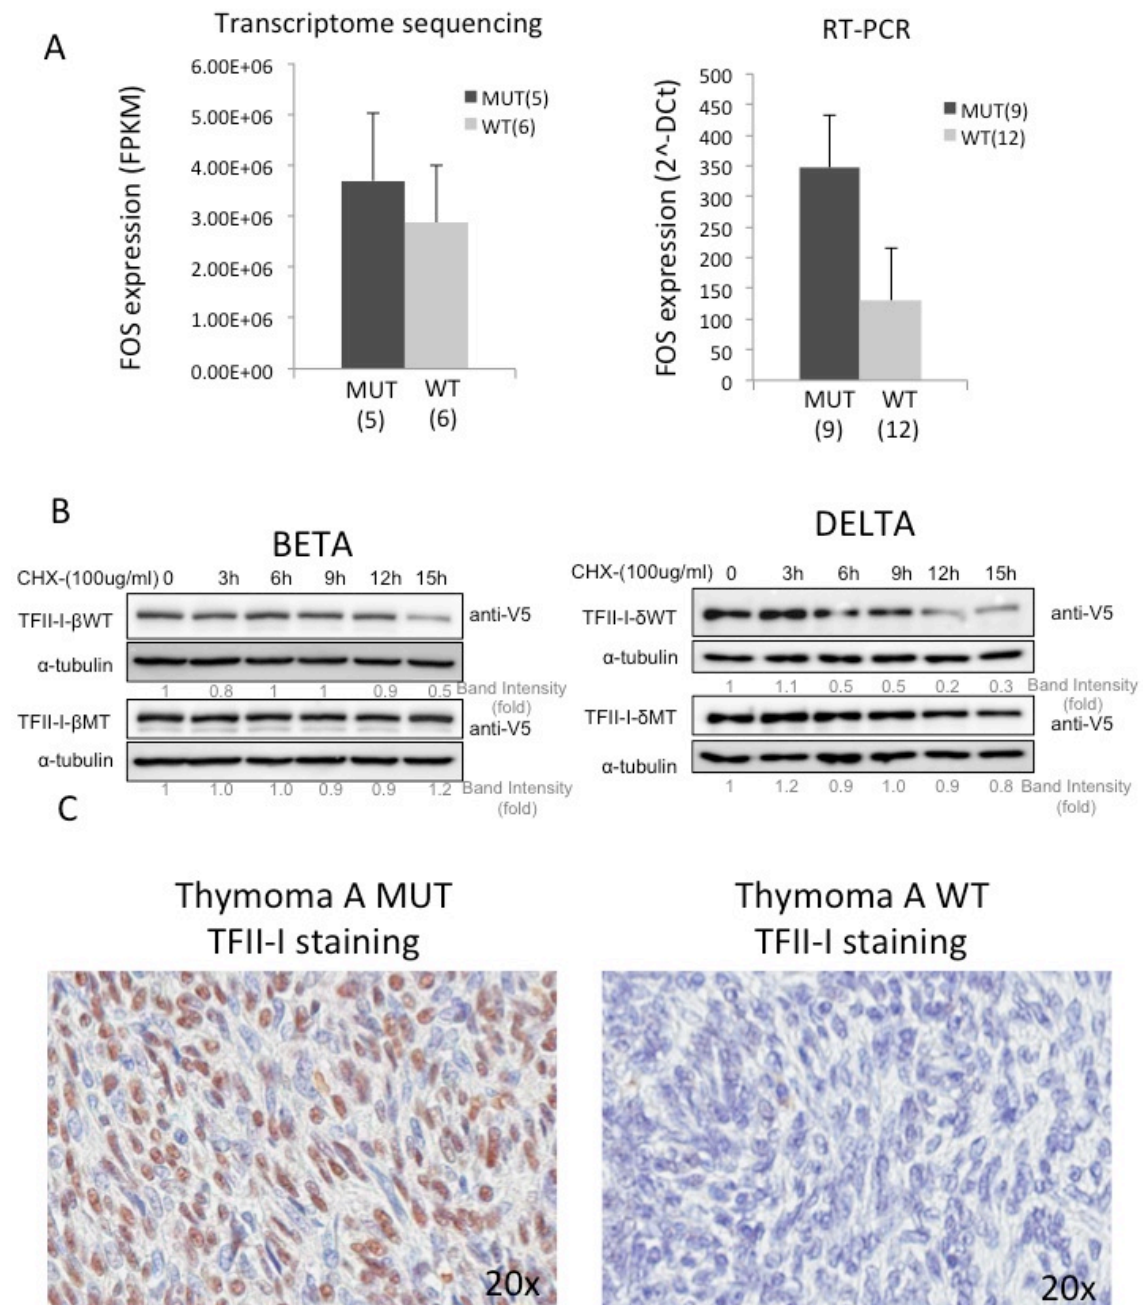 A
Transcriptome sequencing
FOS expression (FPKM)
6.00E+06
5.00E+06
4.00E+06
3.00E+06
2.00E+06
1.00E+06
0.00E+00
MUT(5)
WT(6)
MUT WT
(5) (6)
RT-PCR
FOS expression (2^-DCt)
500
450
400
350
300
250
200
150
100
50
0
MUT(9)
WT(12)
MUT WT
(9) (12)
B
BETA
CHX-(100ug/ml) 0 3h 6h 9h 12h 15h
TFII-I-βWT anti-V5
α-tubulin
1 0.8 1 1 0.9 0.5 Band Intensity
(fold)
TFII-I-βMT anti-V5
α-tubulin
1 1.0 1.0 0.9 0.9 1.2 Band Intensity
(fold)
DELTA
CHX-(100ug/ml) 0 3h 6h 9h 12h 15h
TFII-I-δWT anti-V5
α-tubulin
1 1.1 0.5 0.5 0.2 0.3 Band Intensity
(fold)
TFII-I-δMT anti-V5
α-tubulin
1 1.2 0.9 1.0 0.9 0.8 Band Intensity
(fold)
C
Thymoma A MUT
TFII-I staining
20x
Thymoma A WT
TFII-I staining
20x